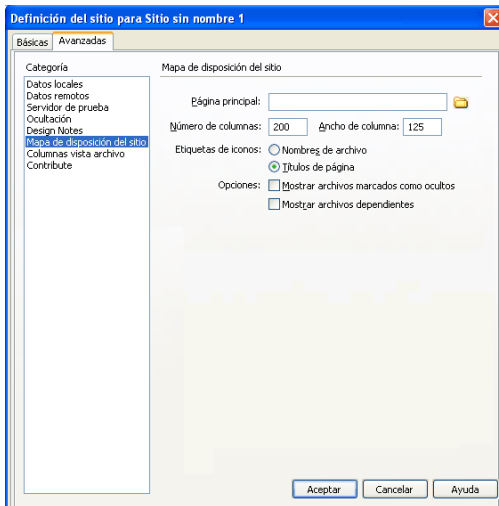 Definición del sitio para Sitio sin nombre 1
Básicas Avanzadas
Categoría
Datos locales
Datos remotos
Servidor de prueba
Ocultación
Design Notes
Mapa de disposición del sitio
Columnas vista archivo
Contribute
Mapa de disposición del sitio
Página principal:
Número de columnas: 200 Ancho de columna: 125
Etiquetas de iconos: Nombres de archivo
Títulos de página
Opciones: Mostrar archivos marcados como ocultos
Mostrar archivos dependientes
Aceptar Cancelar Ayuda